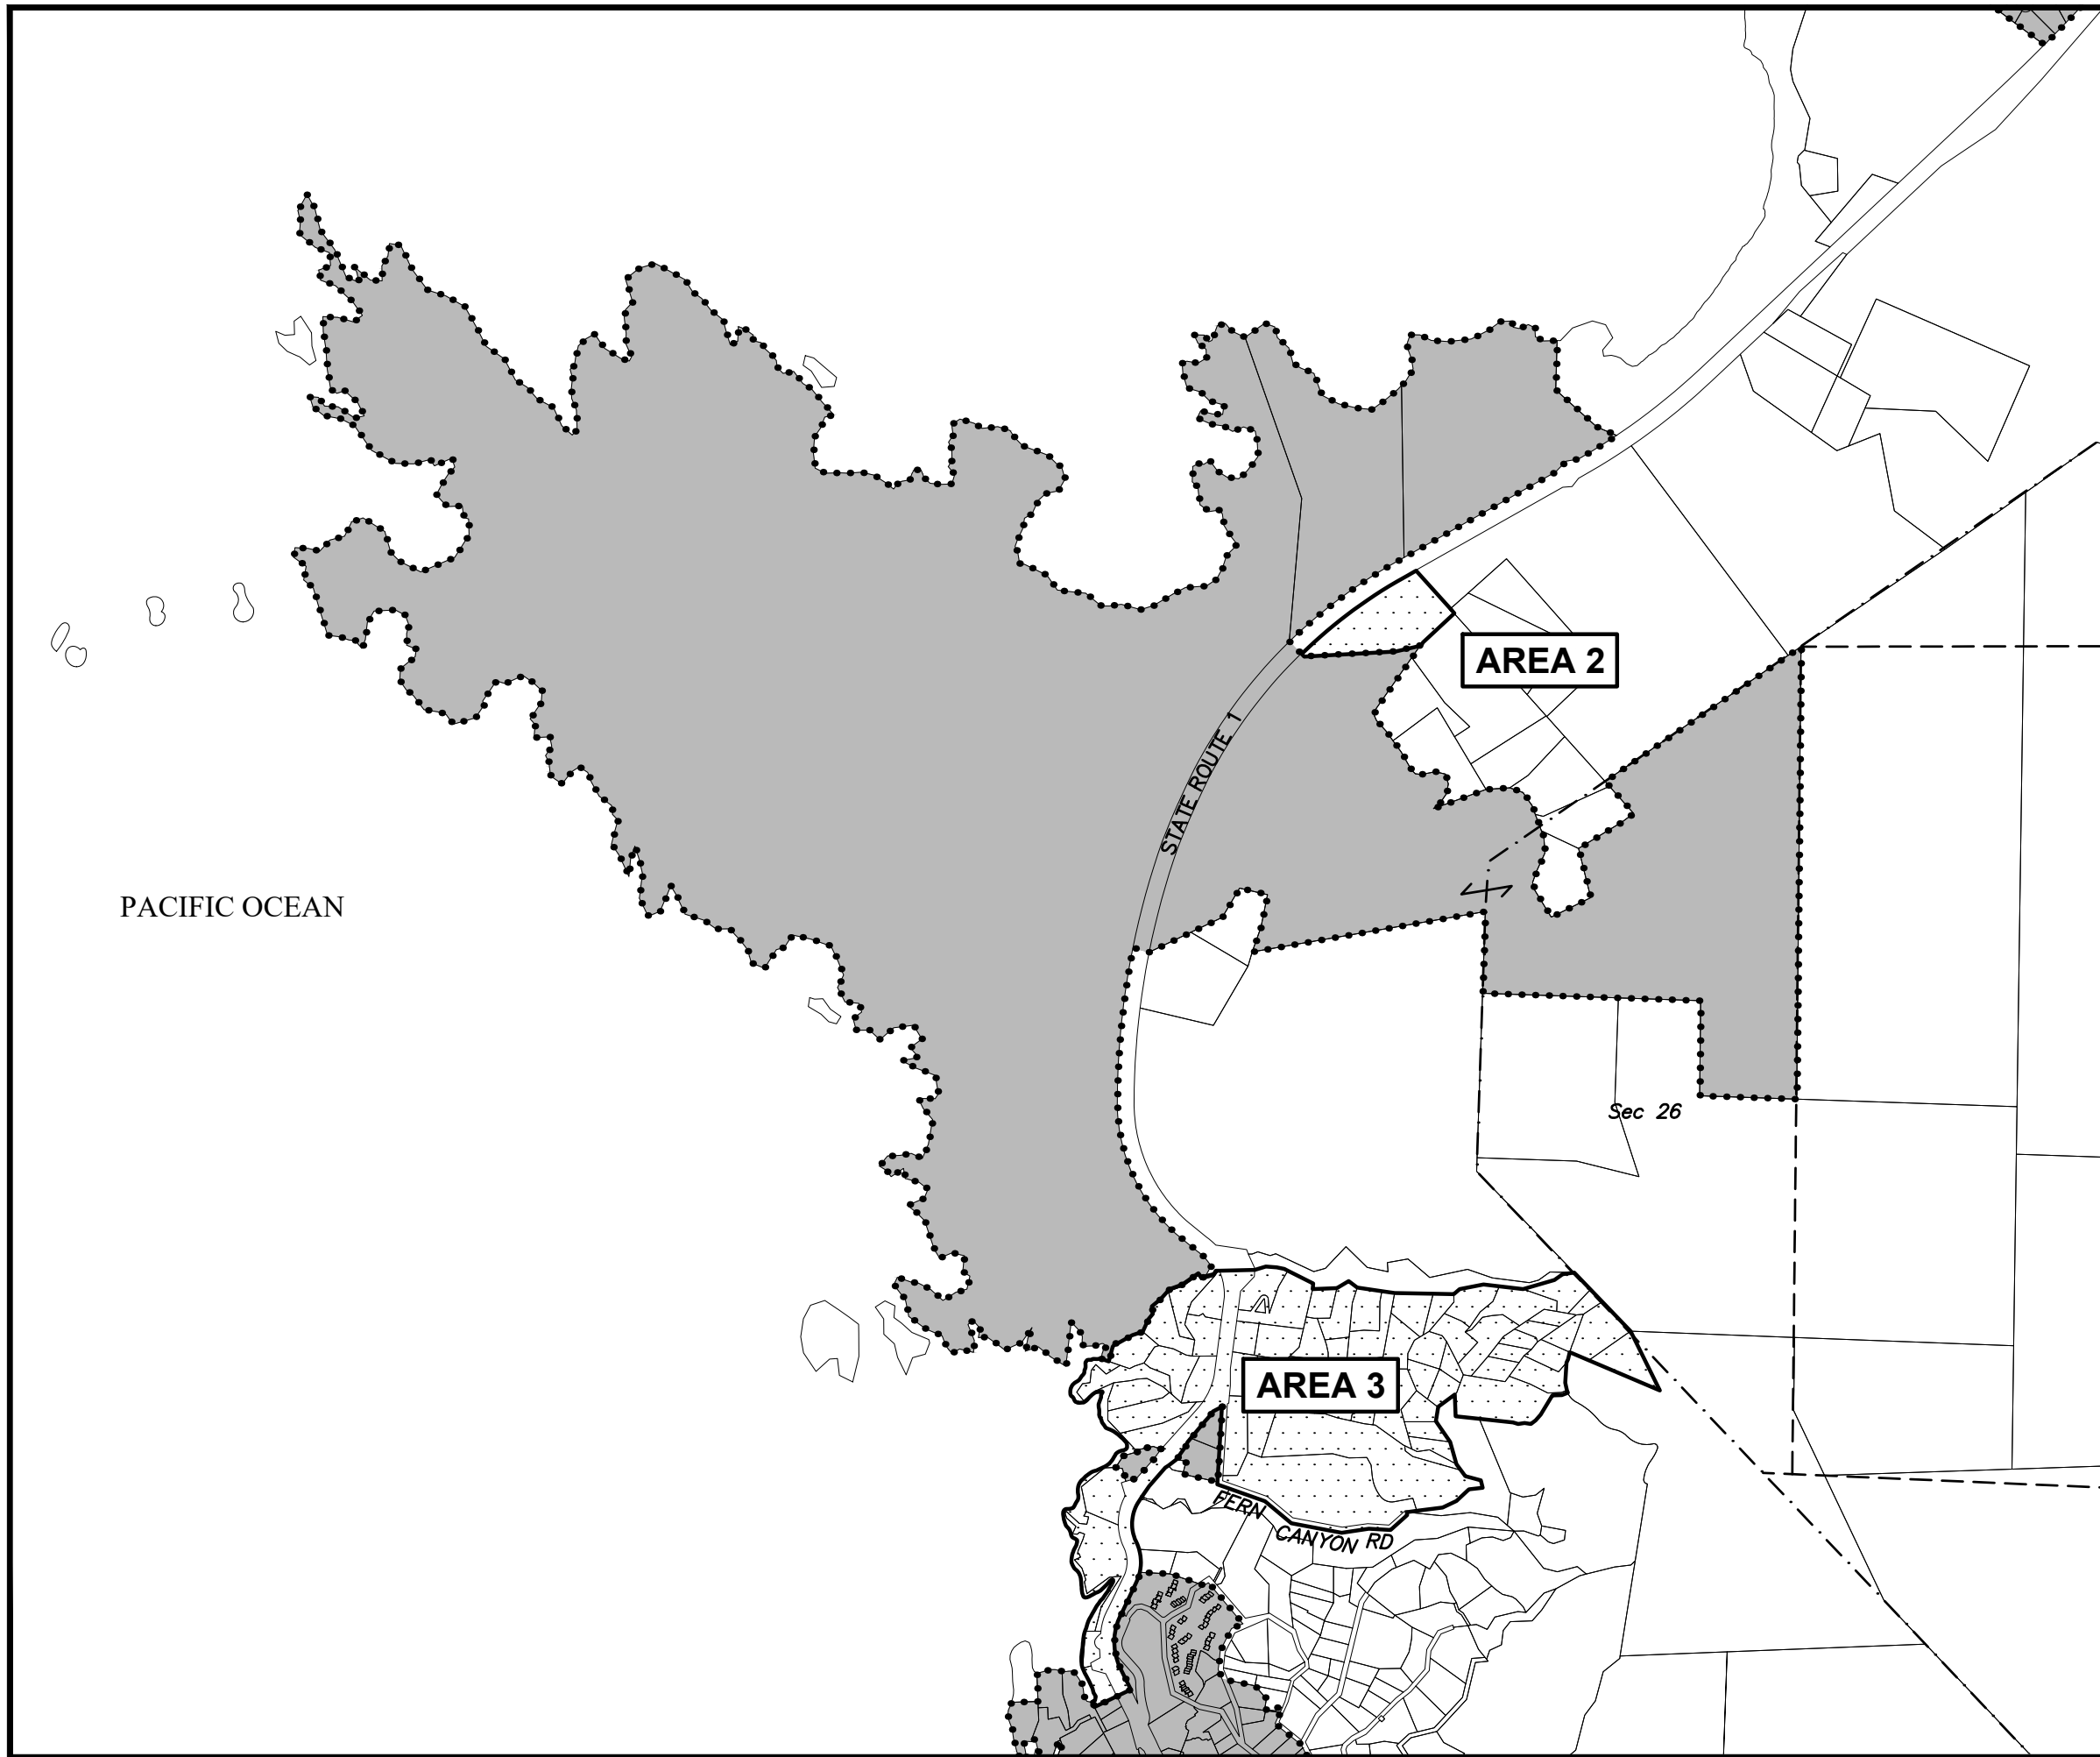 AREA 2
STATE ROUTE 1
PACIFIC OCEAN
Sec 26
AREA 3
FERN CANYON RD